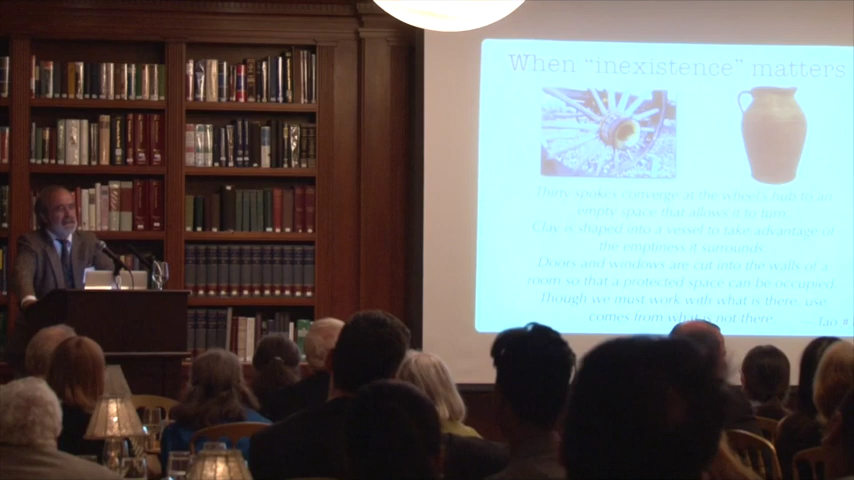 When "inexistence" matters
Thirty spokes converge at the wheel's hub to an
empty space that allows it to turn.
Clay is shaped into a vessel to take advantage of
the emptiness it surrounds.
Doors and windows are cut into the walls of a
room so that a protected space can be occupied.
Though we must work with what is there, use
comes from what is not there. Tao #